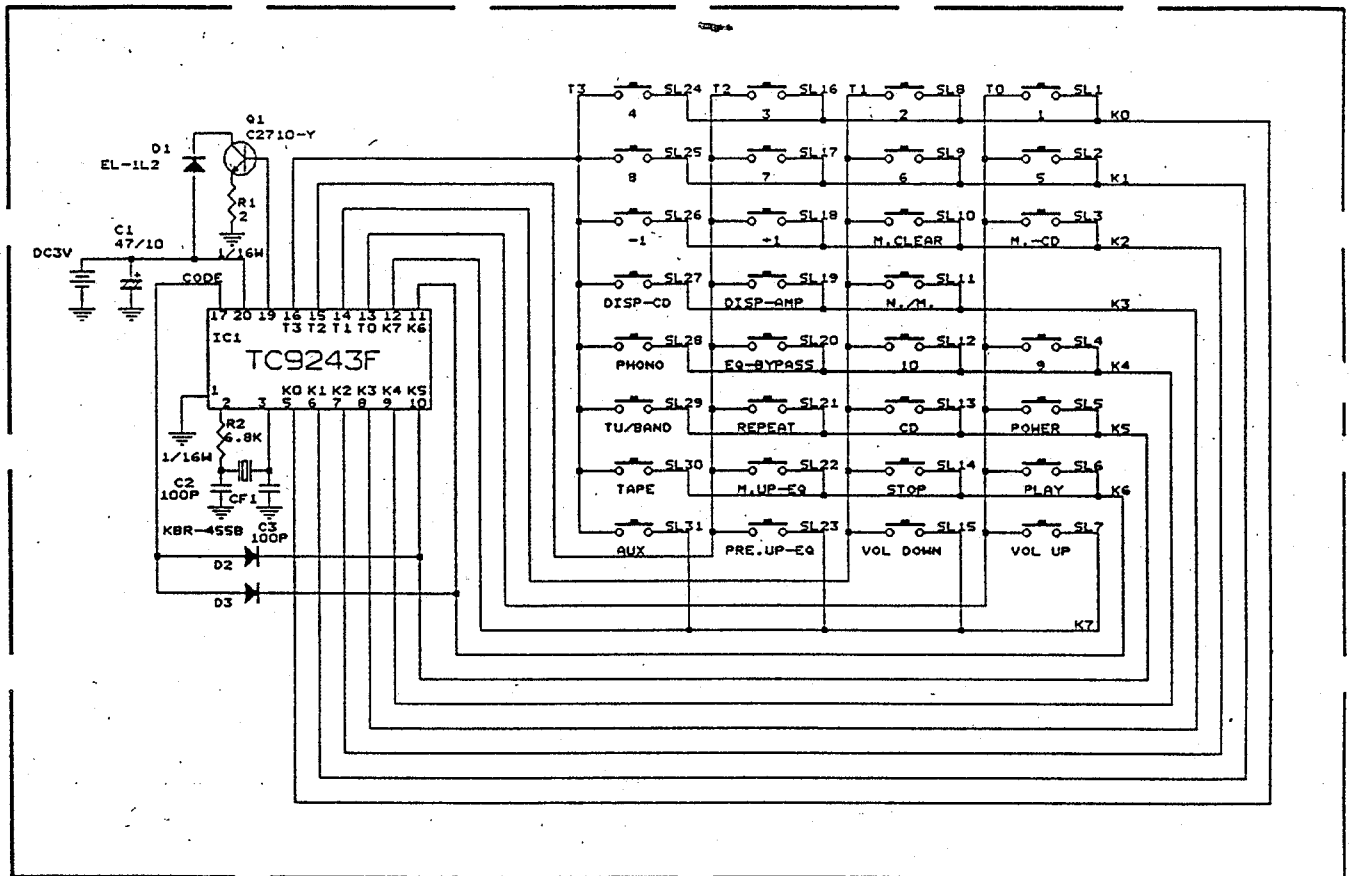 T3 SL24 T2 SL16 T1 SL8 T0 SL1
4 3 2 1 K0
Q1
C2710-Y
D1
EL-1L2
SL25 SL17 SL9 SL2
8 7 6 5 K1
R1
2
1/16W
SL26 SL18 SL10 SL3
-1 +1 M.CLEAR M.-CD K2
C1
47/10
DC3V
CODE
SL27 SL19 SL11
DISP-CD DISP-AMP N./M. K3
17 20 19 16 15 14 13 12 11
T3 T2 T1 T0 K7 K6
IC1
TC9243F
1 K0 K1 K2 K3 K4 K5
2 3 5 6 7 8 9 10
SL28 SL20 SL12 SL4
PHONO EQ-BYPASS 10 9 K4
R2
6.8K
1/16W
SL29 SL21 SL13 SL5
TU/BAND REPEAT CD POWER K5
C2
100P
CF1
KBR-455B
C3
100P
SL30 SL22 SL14 SL6
TAPE M.UP-EQ STOP PLAY K6
SL31 SL23 SL15 SL7
AUX PRE.UP-EQ VOL DOWN VOL UP
D2
D3
K7